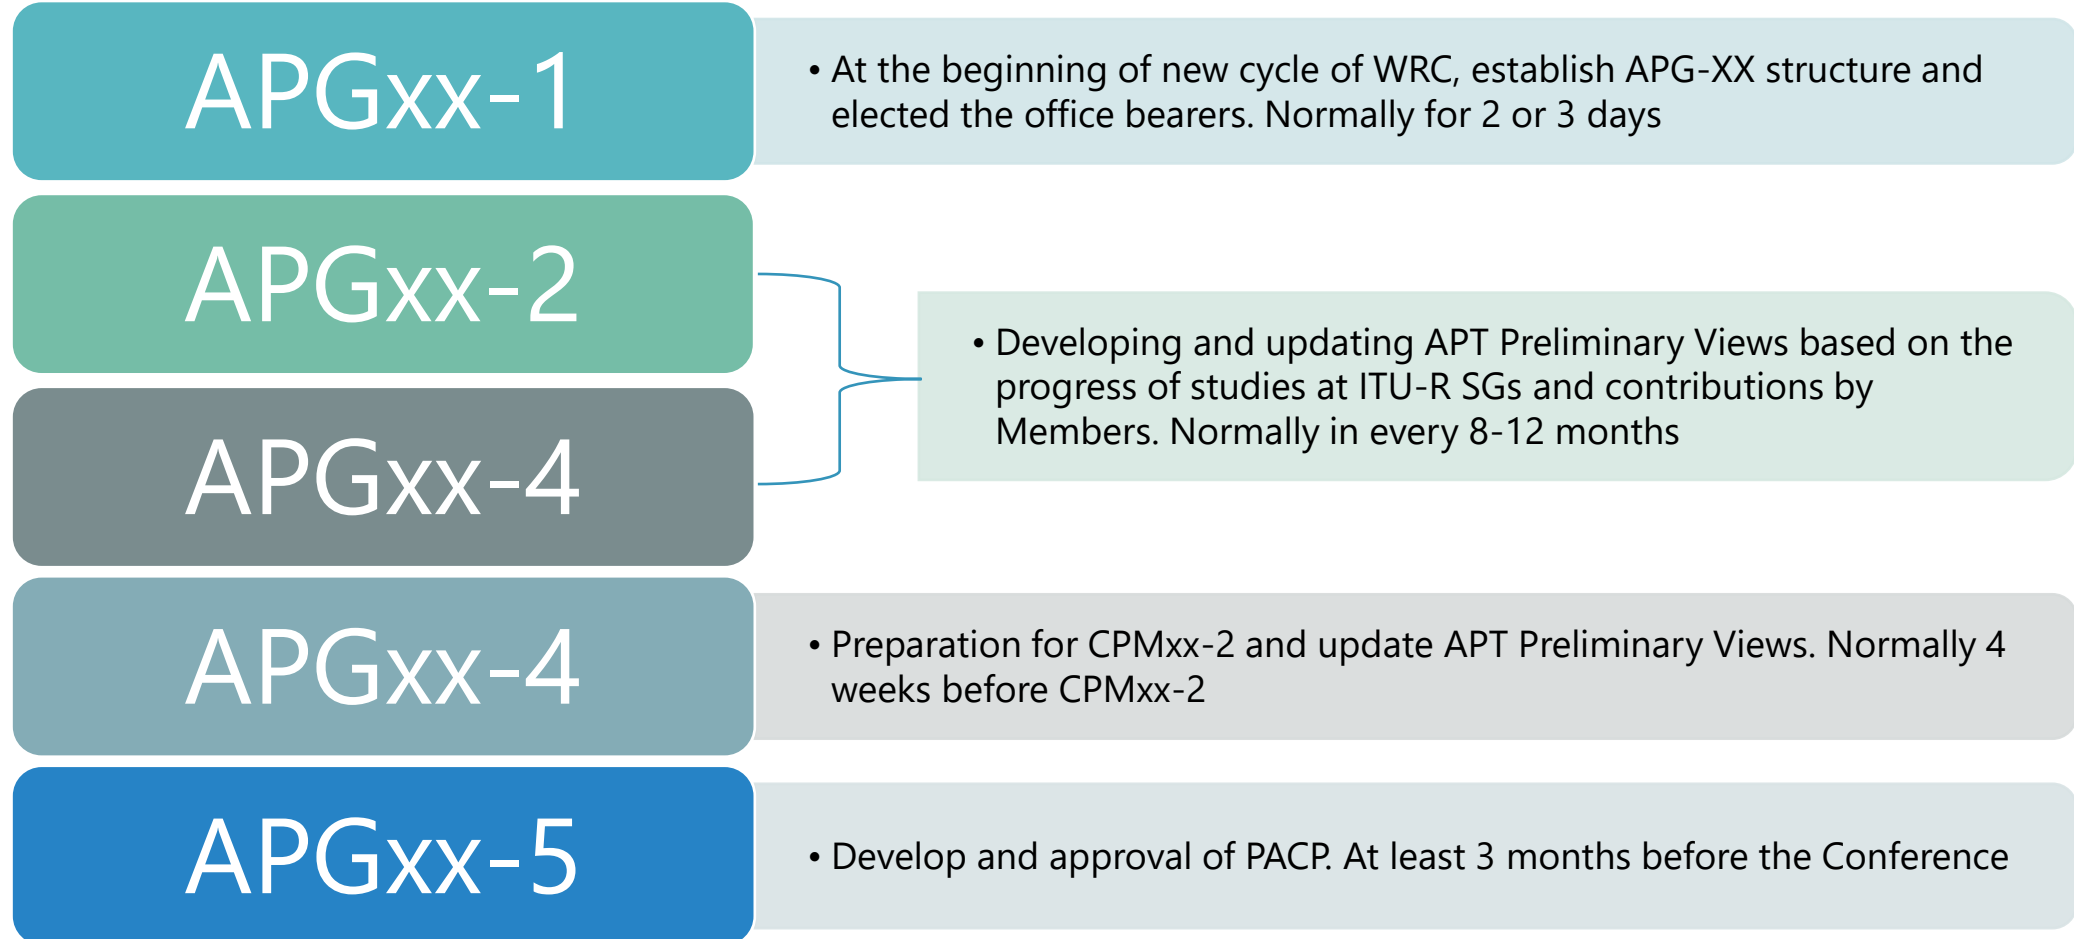 APGxx-1
• At the beginning of new cycle of WRC, establish APG-XX structure and
elected the office bearers. Normally for 2 or 3 days
APGxx-2
• Developing and updating APT Preliminary Views based on the
progress of studies at ITU-R SGs and contributions by
Members. Normally in every 8-12 months
APGxx-4
APGxx-4
• Preparation for CPMxx-2 and update APT Preliminary Views. Normally 4
weeks before CPMxx-2
APGxx-5
• Develop and approval of PACP. At least 3 months before the Conference